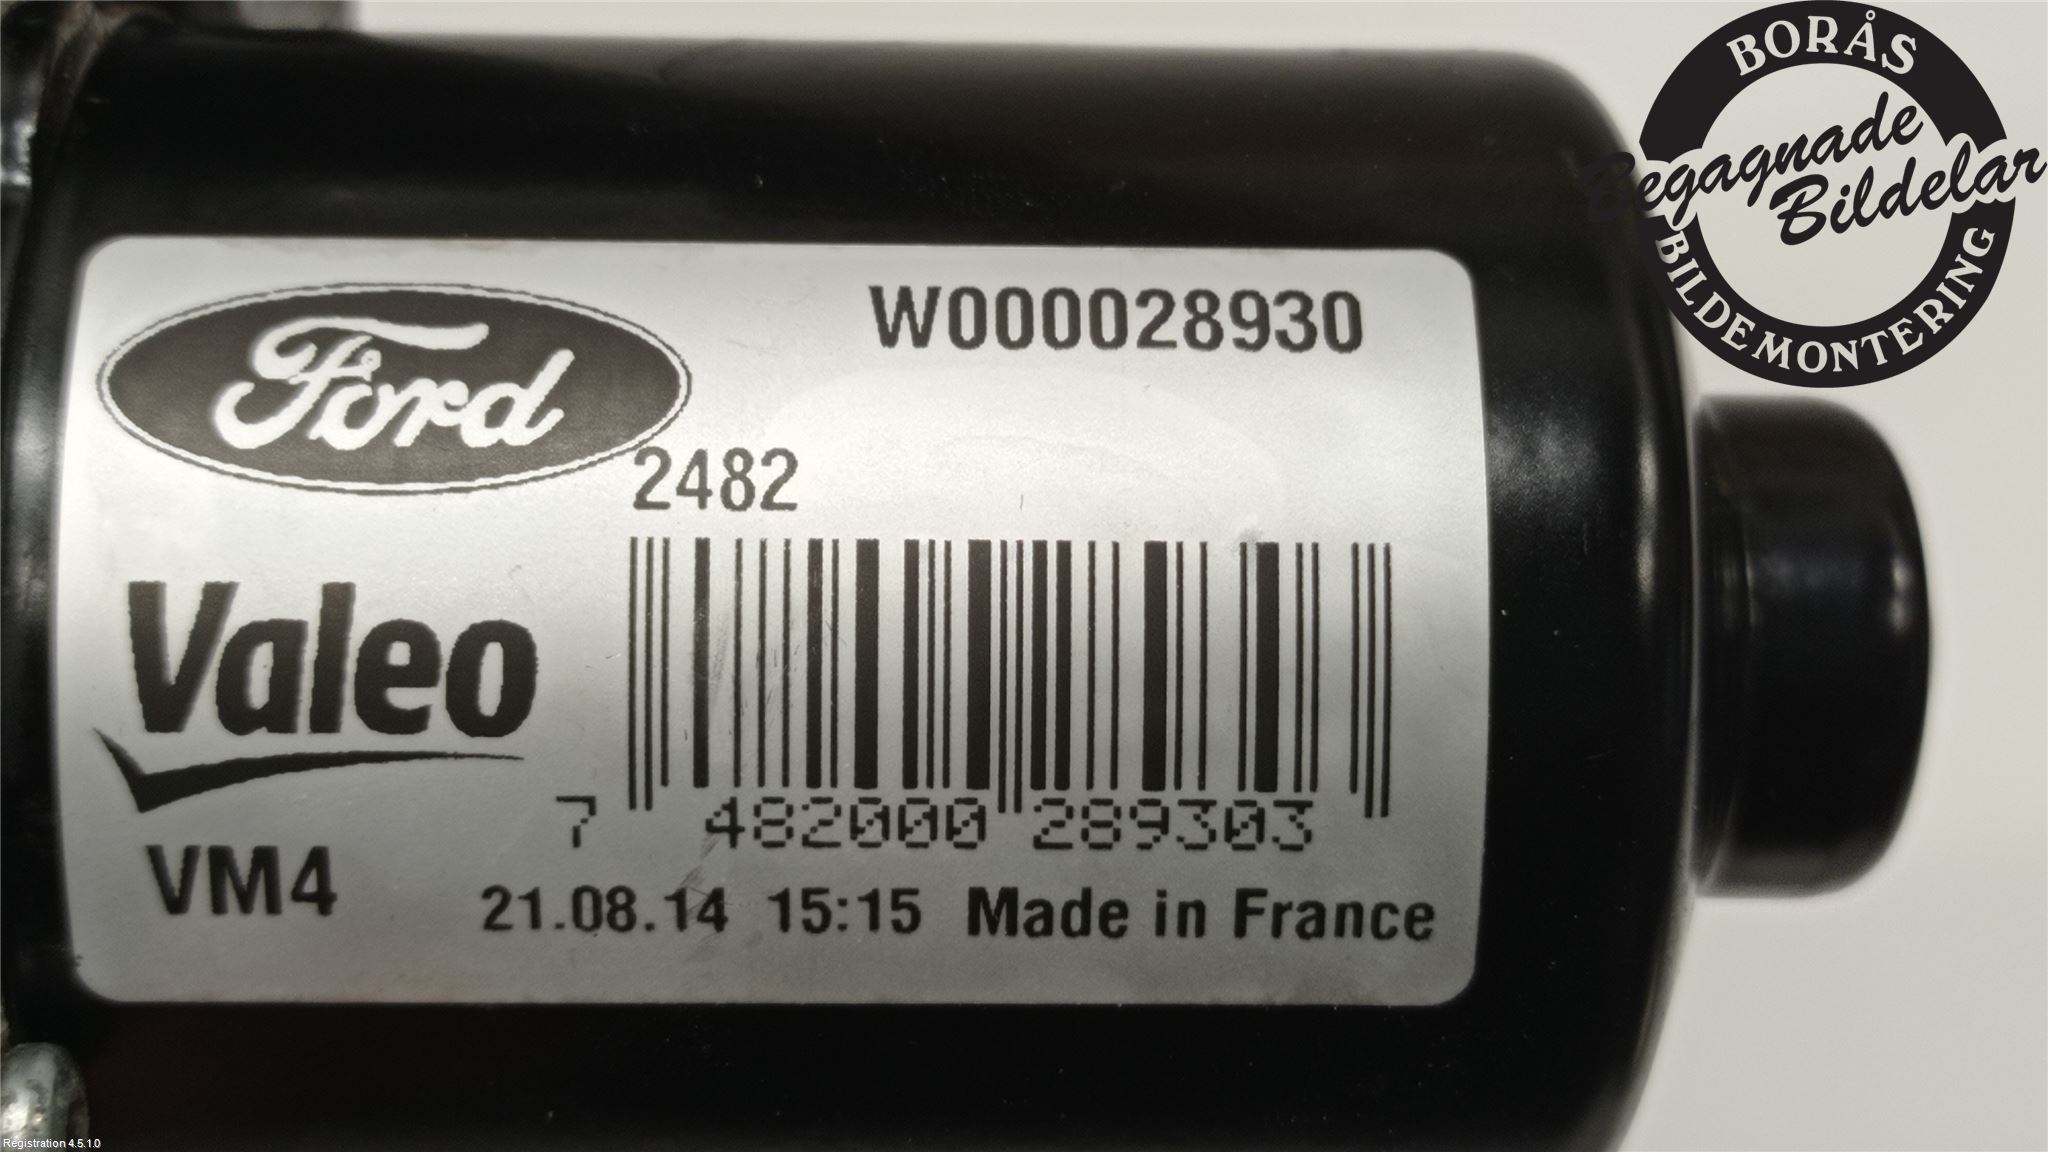 BORÅS
Begagnade
Bildelar
BILDEMONTERING
Ford
W000028930
2482
Valeo
7 482000 289303
VM4
21.08.14 15:15 Made in France
Registration 4.5.1.0